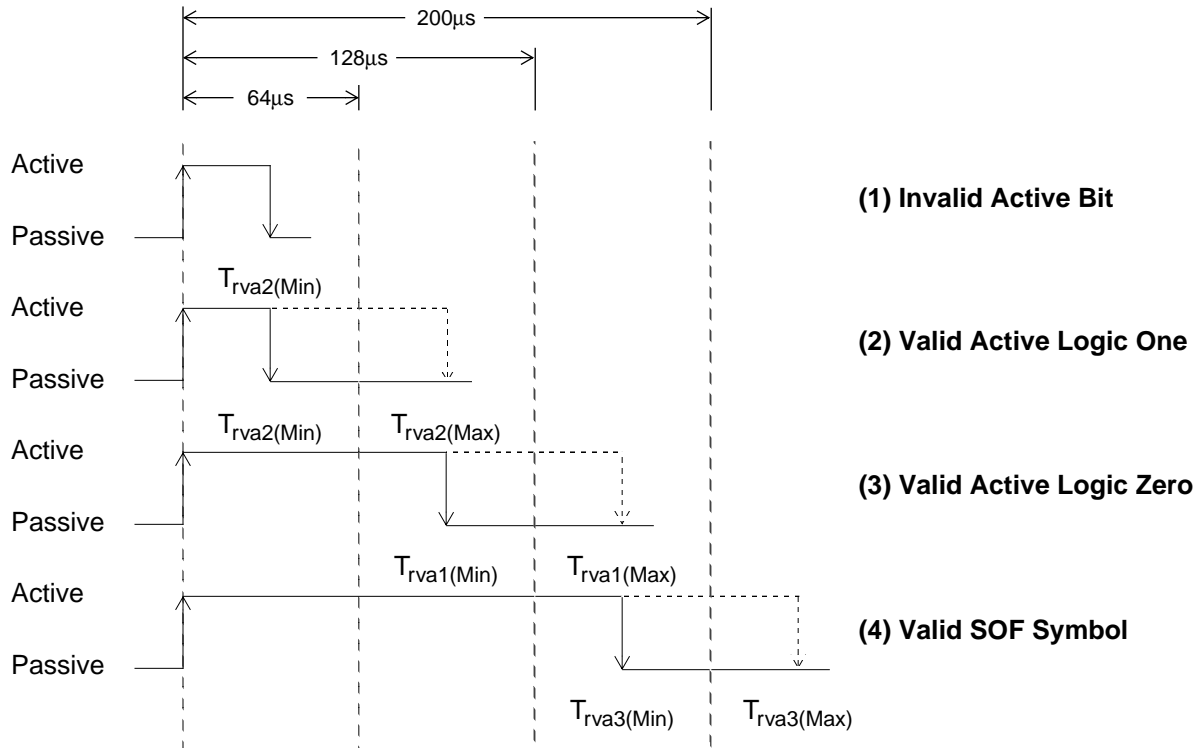 200μs
128μs
64μs
Active
Passive
(1) Invalid Active Bit
Trva2(Min)
Active
Passive
(2) Valid Active Logic One
Trva2(Min)
Trva2(Max)
Active
Passive
(3) Valid Active Logic Zero
Trva1(Min)
Trva1(Max)
Active
Passive
(4) Valid SOF Symbol
Trva3(Min)
Trva3(Max)